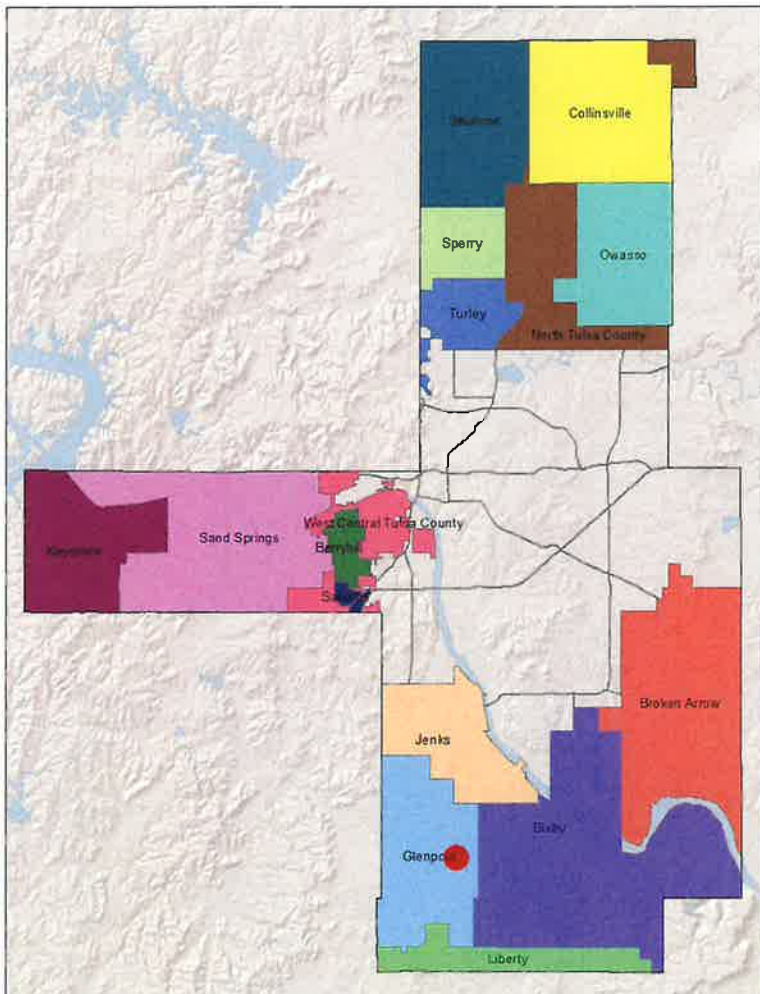 Collinsville
Sperry
Owasso
Turley
North Tulsa County
West Central Tulsa County
Sand Springs
Berryhill
Keystone
Broken Arrow
Jenks
Bixby
Glenpool
Liberty